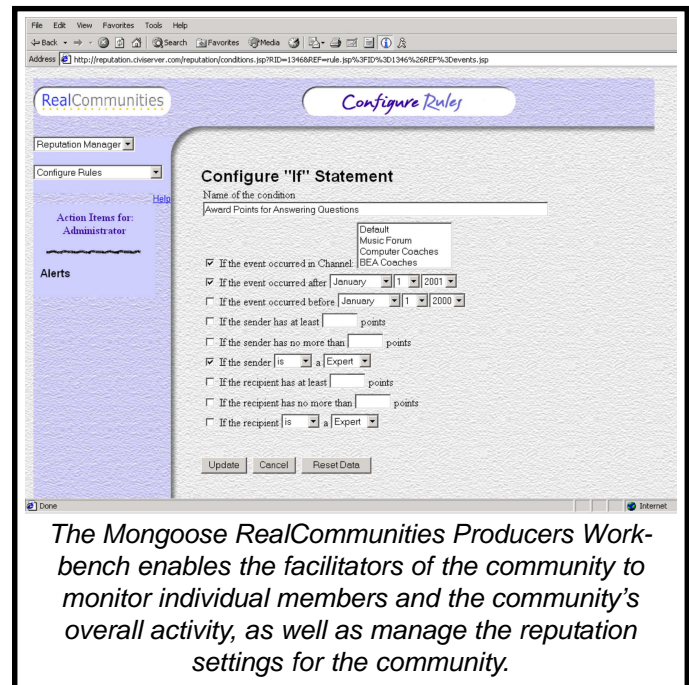 File Edit View Favorites Tools Help
Back Search Favorites Media
Address http://reputation.civiserver.com/reputation/conditions.jsp?RID=1346&REF=rule.jsp%3FID%3D1346%26REF%3Devents.jsp
RealCommunities
Configure Rules
Reputation Manager
Configure Rules
Help
Action Items for:
Administrator
Alerts
Configure "If" Statement
Name of the condition
Award Points for Answering Questions
Default
Music Forum
Computer Coaches
If the event occurred in Channel: BEA Coaches
If the event occurred after January 1 2001
If the event occurred before January 1 2000
If the sender has at least points
If the sender has no more than points
If the sender is a Expert
If the recipient has at least points
If the recipient has no more than points
If the recipient is a Expert
Update Cancel Reset Data
Done Internet
The Mongoose RealCommunities Producers Work-
bench enables the facilitators of the community to
monitor individual members and the community's
overall activity, as well as manage the reputation
settings for the community.